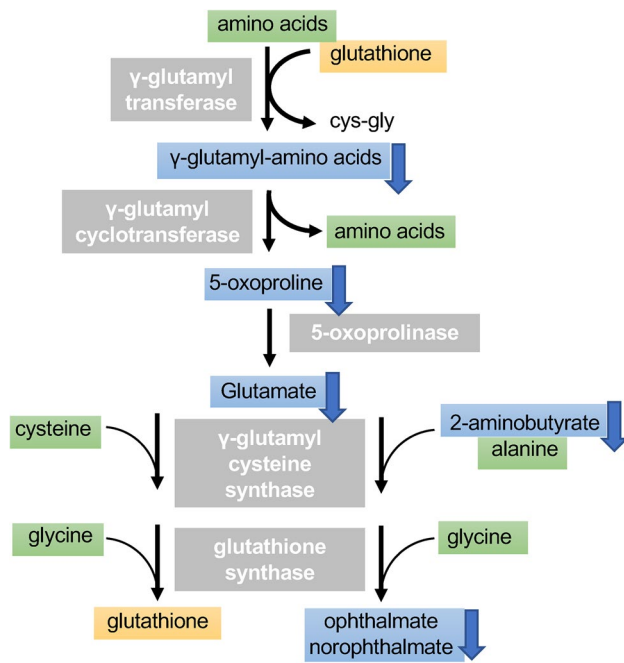 amino acids
glutathione
γ-glutamyl
transferase
cys-gly
γ-glutamyl-amino acids
γ-glutamyl
cyclotransferase
amino acids
5-oxoproline
5-oxoprolinase
Glutamate
cysteine
γ-glutamyl
cysteine
synthase
2-aminobutyrate
alanine
glycine
glutathione
synthase
glycine
glutathione
ophthalmate
norophthalmate